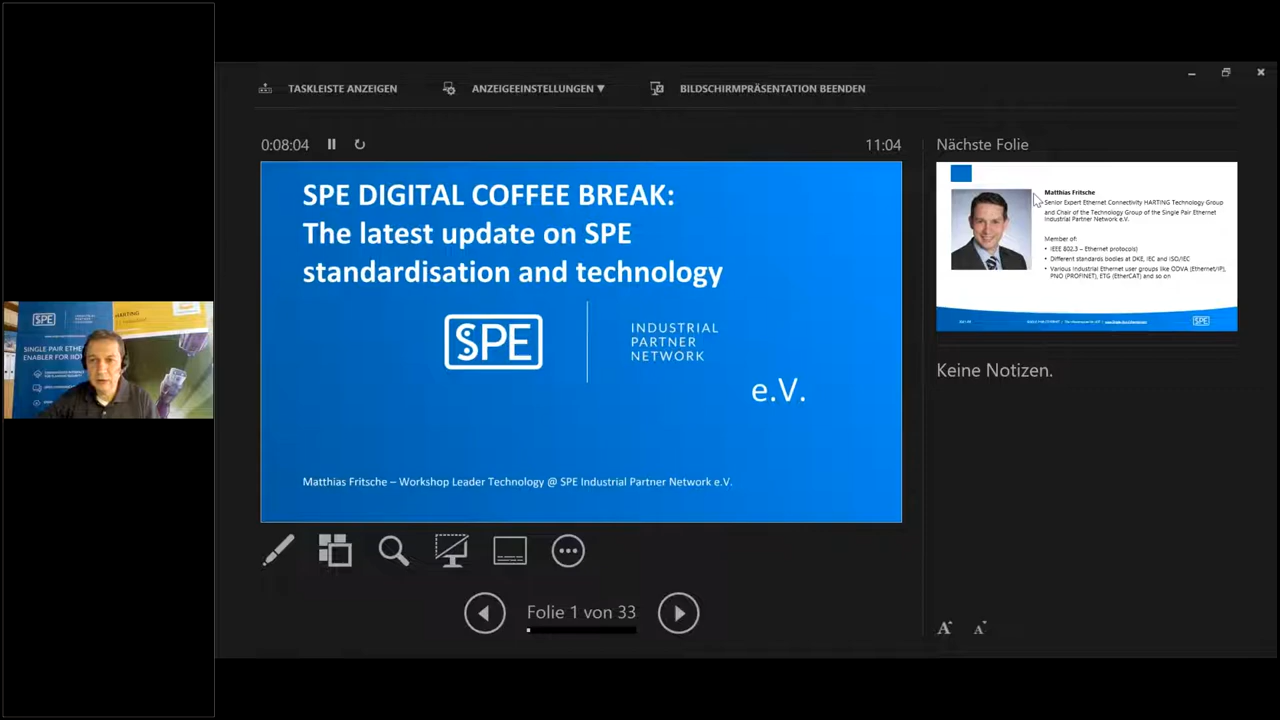 TASKLEISTE ANZEIGEN
ANZEIGEEINSTELLUNGEN ▼
BILDSCHIRMPRÄSENTATION BEENDEN
0:08:04
11:04
SPE DIGITAL COFFEE BREAK:
The latest update on SPE
standardisation and technology
SPE
INDUSTRIAL
PARTNER
NETWORK
e.V.
Matthias Fritsche – Workshop Leader Technology @ SPE Industrial Partner Network e.V.
Folie 1 von 33
Nächste Folie
Matthias Fritsche
Senior Expert Ethernet Connectivity HARTING Technology Group
and Chair of the Technology Group of the Single Pair Ethernet
Industrial Partner Network e.V.
Member of:
• IEEE 802.3 – Ethernet protocols)
• Different standards bodies at DKE, IEC and ISO/IEC
• Various Industrial Ethernet user groups like ODVA (Ethernet/IP),
PNO (PROFINET), ETG (EtherCAT) and so on
SPE
Keine Notizen.
A
A
SPE
HARTING
SINGLE PAIR ETHE
ENABLER FOR IIO